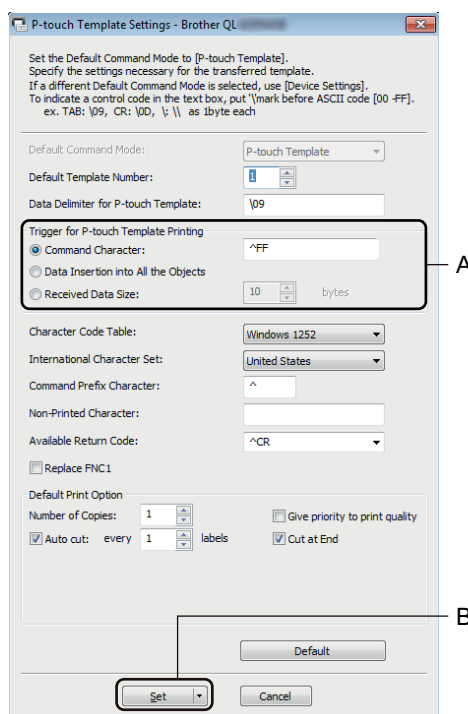 P-touch Template Settings - Brother QL
Set the Default Command Mode to [P-touch Template].
Specify the settings necessary for the transferred template.
If a different Default Command Mode is selected, use [Device Settings].
To indicate a control code in the text box, put '\'mark before ASCII code [00 -FF].
ex. TAB: \09, CR: \0D, \: \\ as 1byte each
Default Command Mode: P-touch Template
Default Template Number: 1
Data Delimiter for P-touch Template: \09
Trigger for P-touch Template Printing
Command Character: ^FF
A
Data Insertion into All the Objects
Received Data Size: 10 bytes
Character Code Table: Windows 1252
International Character Set: United States
Command Prefix Character: ^
Non-Printed Character:
Available Return Code: ^CR
Replace FNC1
Default Print Option
Number of Copies: 1 Give priority to print quality
Auto cut: every 1 labels Cut at End
B
Default
Set Cancel